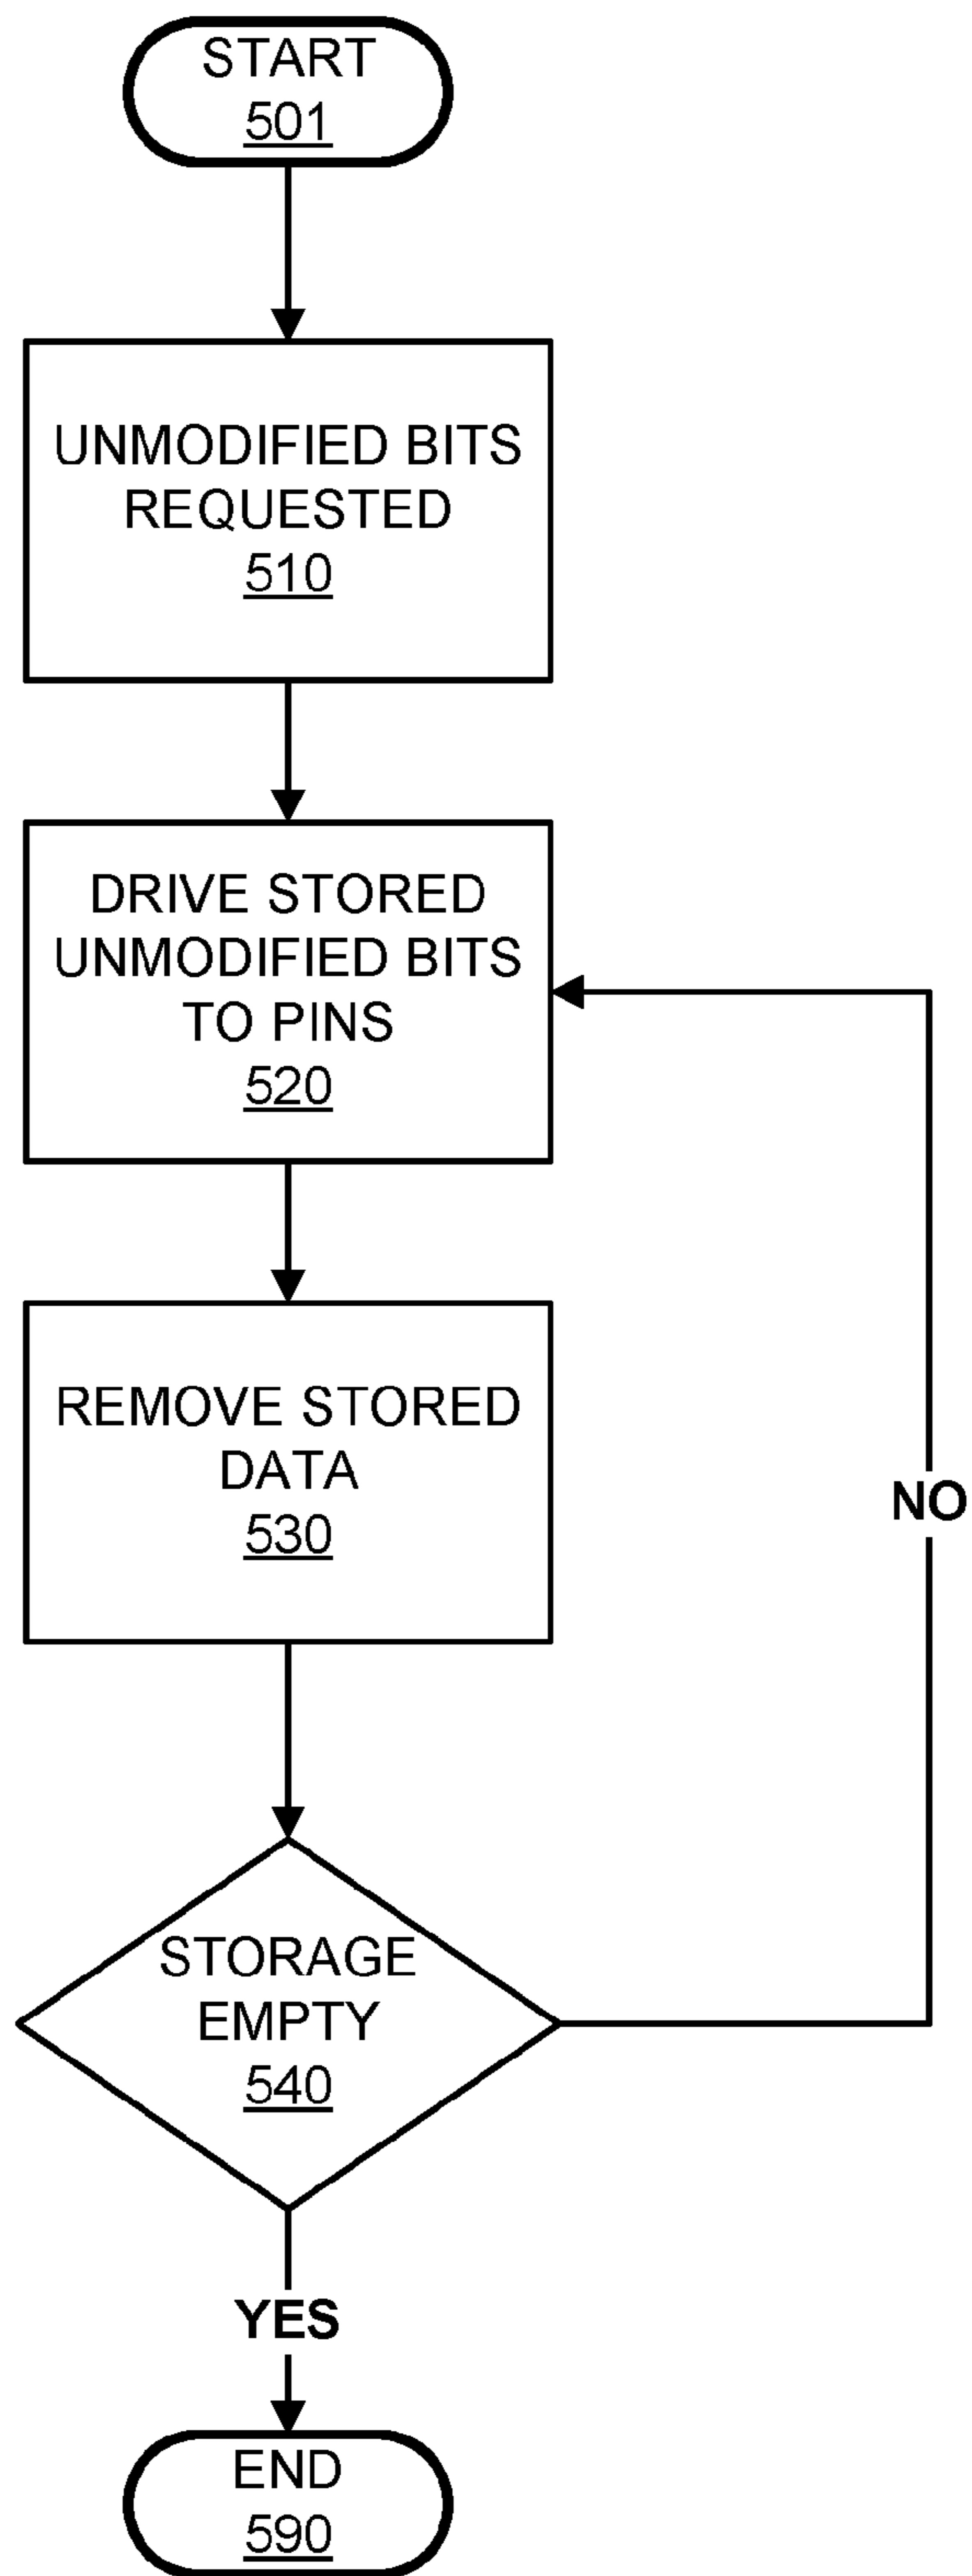 START
501
UNMODIFIED BITS
REQUESTED
510
DRIVE STORED
UNMODIFIED BITS
TO PINS
520
REMOVE STORED
DATA
530
NO
STORAGE
EMPTY
540
YES
END
590